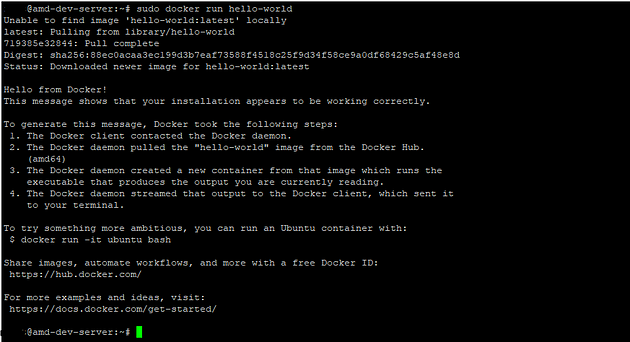 @amd-dev-server:~# sudo docker run hello-world
Unable to find image 'hello-world:latest' locally
latest: Pulling from library/hello-world
719385e32844: Pull complete
Digest: sha256:88ec0acaa3ec199d3b7eaf73588f4518c25f9d34f58ce9a0df68429c5af48e8d
Status: Downloaded newer image for hello-world:latest
Hello from Docker!
This message shows that your installation appears to be working correctly.
To generate this message, Docker took the following steps:
1. The Docker client contacted the Docker daemon.
2. The Docker daemon pulled the "hello-world" image from the Docker Hub.
(amd64)
3. The Docker daemon created a new container from that image which runs the
executable that produces the output you are currently reading.
4. The Docker daemon streamed that output to the Docker client, which sent it
to your terminal.
To try something more ambitious, you can run an Ubuntu container with:
$ docker run -it ubuntu bash
Share images, automate workflows, and more with a free Docker ID:
https://hub.docker.com/
For more examples and ideas, visit:
https://docs.docker.com/get-started/
@amd-dev-server:~#